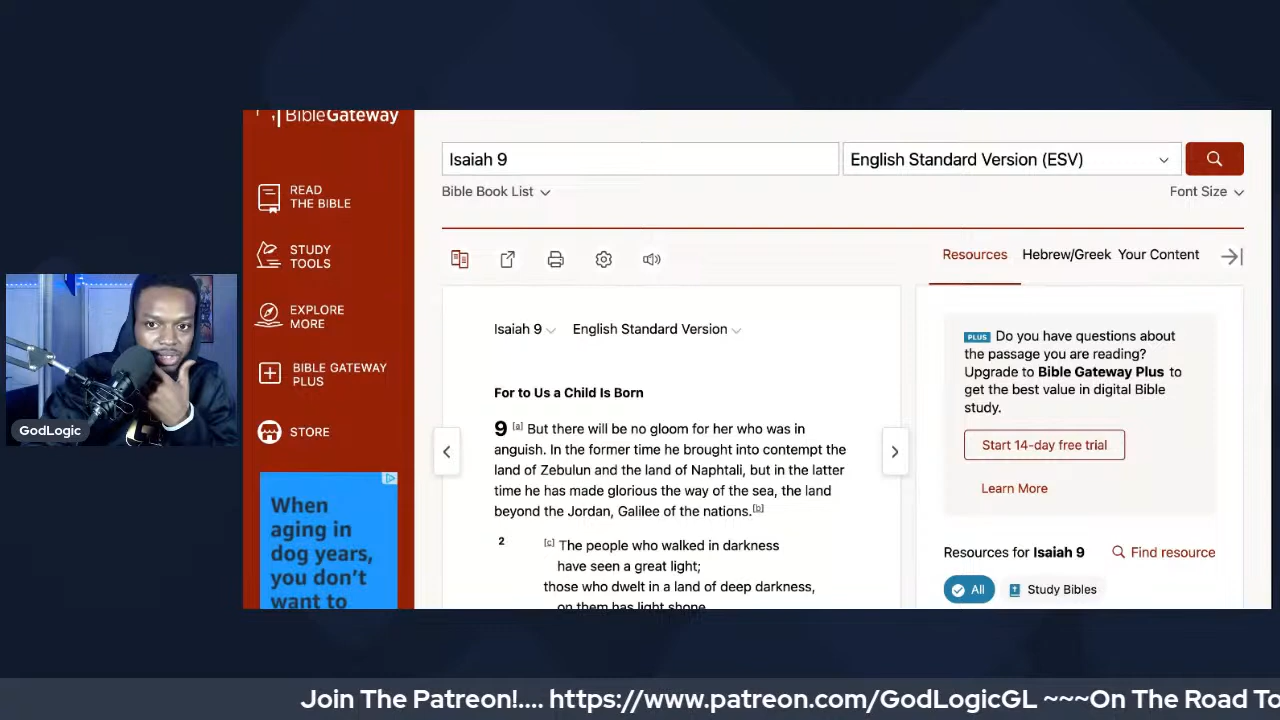 BibleGateway
READ
THE BIBLE
STUDY
TOOLS
EXPLORE
MORE
BIBLE GATEWAY
PLUS
STORE
When
aging in
dog years,
you don't
want to
GodLogic
Isaiah 9
English Standard Version (ESV)
Bible Book List
Font Size
Resources
Hebrew/Greek
Your Content
Isaiah 9
English Standard Version
For to Us a Child Is Born
9 [a] But there will be no gloom for her who was in
anguish. In the former time he brought into contempt the
land of Zebulun and the land of Naphtali, but in the latter
time he has made glorious the way of the sea, the land
beyond the Jordan, Galilee of the nations.[b]
2 [c] The people who walked in darkness
have seen a great light;
those who dwelt in a land of deep darkness,
on them has light shone.
PLUS Do you have questions about
the passage you are reading?
Upgrade to Bible Gateway Plus to
get the best value in digital Bible
study.
Start 14-day free trial
Learn More
Resources for Isaiah 9
Find resource
All
Study Bibles
Join The Patreon!.... https://www.patreon.com/GodLogicGL ~~~On The Road To